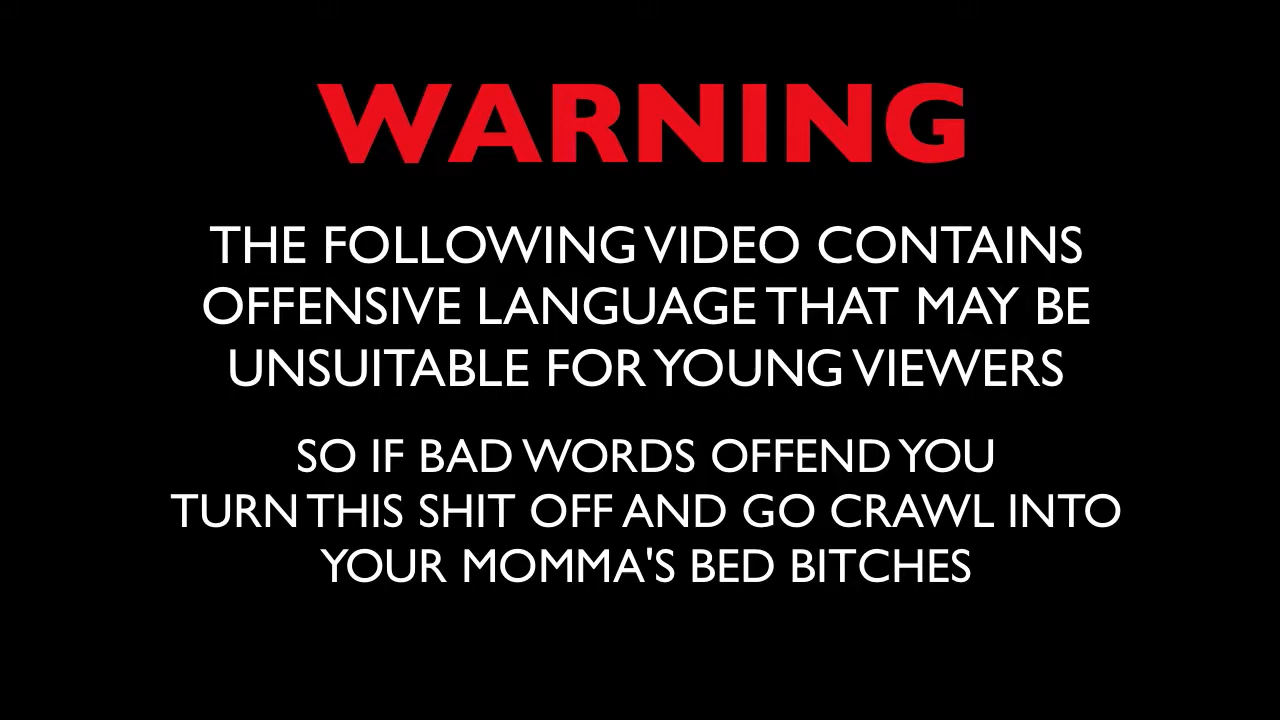 WARNING
THE FOLLOWING VIDEO CONTAINS
OFFENSIVE LANGUAGE THAT MAY BE
UNSUITABLE FOR YOUNG VIEWERS
SO IF BAD WORDS OFFEND YOU
TURN THIS SHIT OFF AND GO CRAWL INTO
YOUR MOMMA'S BED BITCHES